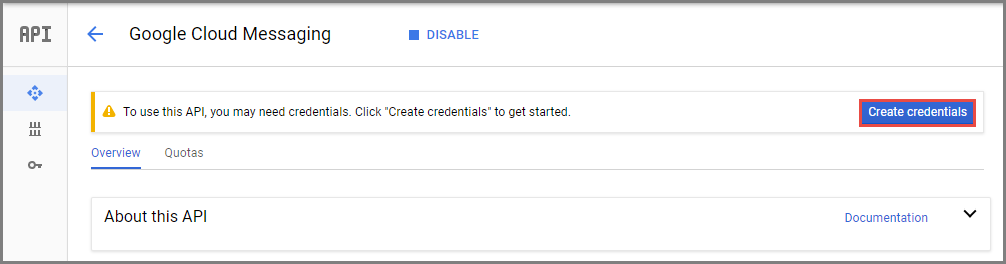 API
Google Cloud Messaging
DISABLE
To use this API, you may need credentials. Click "Create credentials" to get started.
Create credentials
Overview
Quotas
About this API
Documentation